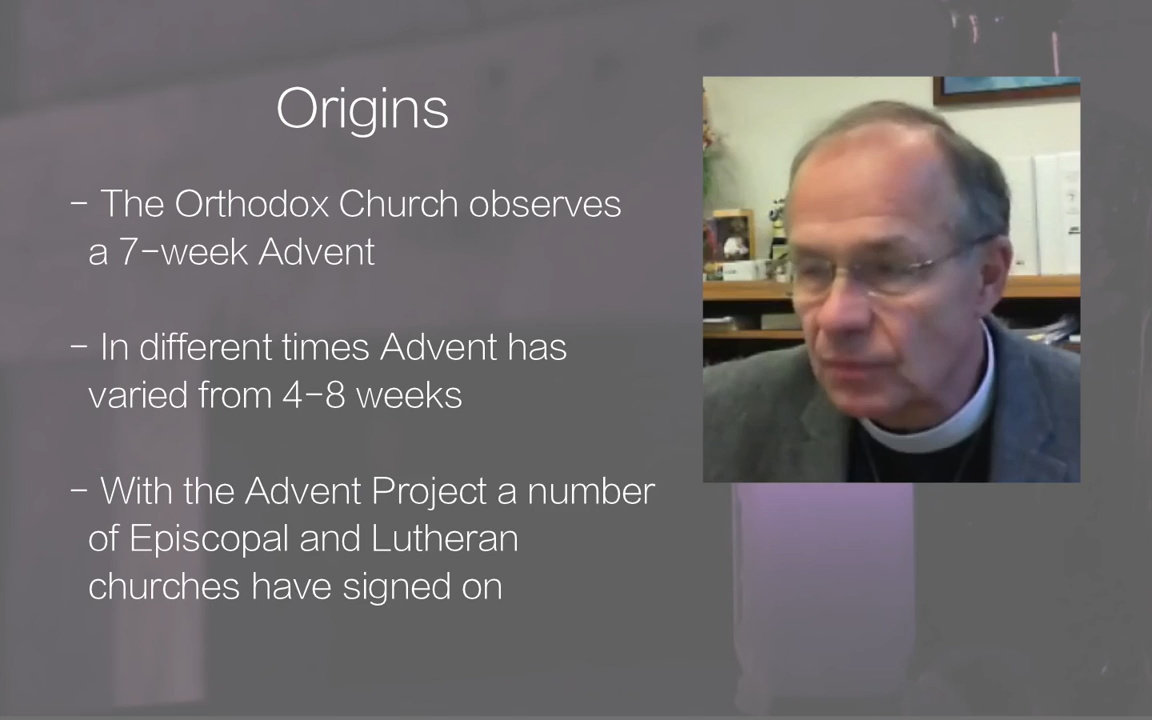 Origins
- The Orthodox Church observes
a 7-week Advent
- In different times Advent has
varied from 4-8 weeks
- With the Advent Project a number
of Episcopal and Lutheran
churches have signed on